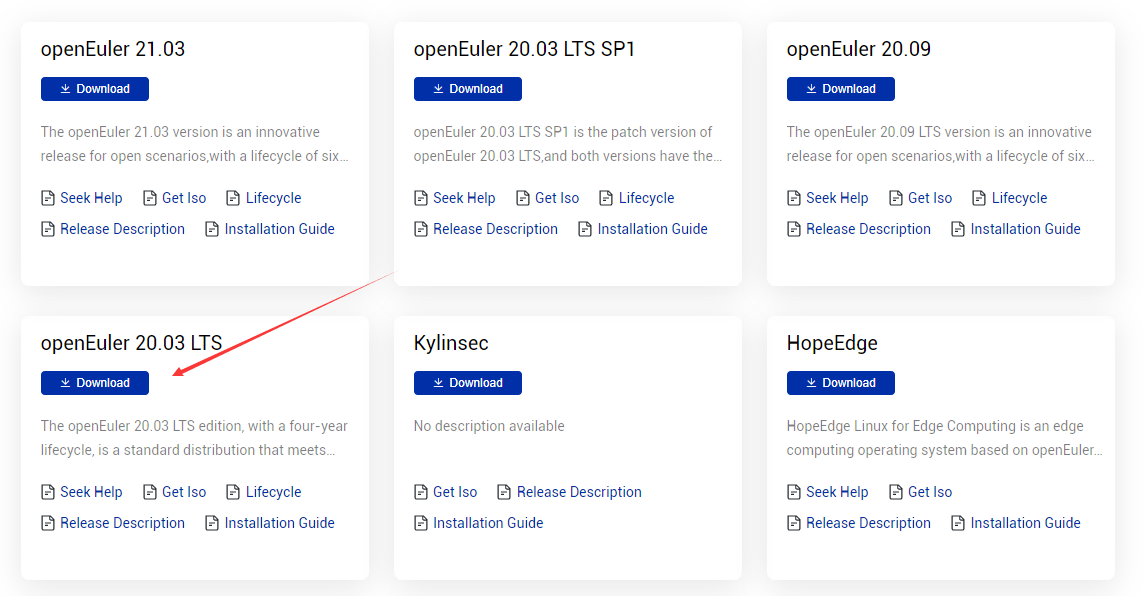 openEuler 21.03
Download
The openEuler 21.03 version is an innovative
release for open scenarios,with a lifecycle of six...
Seek Help Get Iso Lifecycle
Release Description Installation Guide
openEuler 20.03 LTS SP1
Download
openEuler 20.03 LTS SP1 is the patch version of
openEuler 20.03 LTS,and both versions have the...
Seek Help Get Iso Lifecycle
Release Description Installation Guide
openEuler 20.09
Download
The openEuler 20.09 LTS version is an innovative
release for open scenarios,with a lifecycle of six...
Seek Help Get Iso Lifecycle
Release Description Installation Guide
openEuler 20.03 LTS
Download
The openEuler 20.03 LTS edition, with a four-year
lifecycle, is a standard distribution that meets...
Seek Help Get Iso Lifecycle
Release Description Installation Guide
Kylinsec
Download
No description available
Get Iso Release Description
Installation Guide
HopeEdge
Download
HopeEdge Linux for Edge Computing is an edge
computing operating system based on openEuler...
Seek Help Get Iso
Release Description Installation Guide